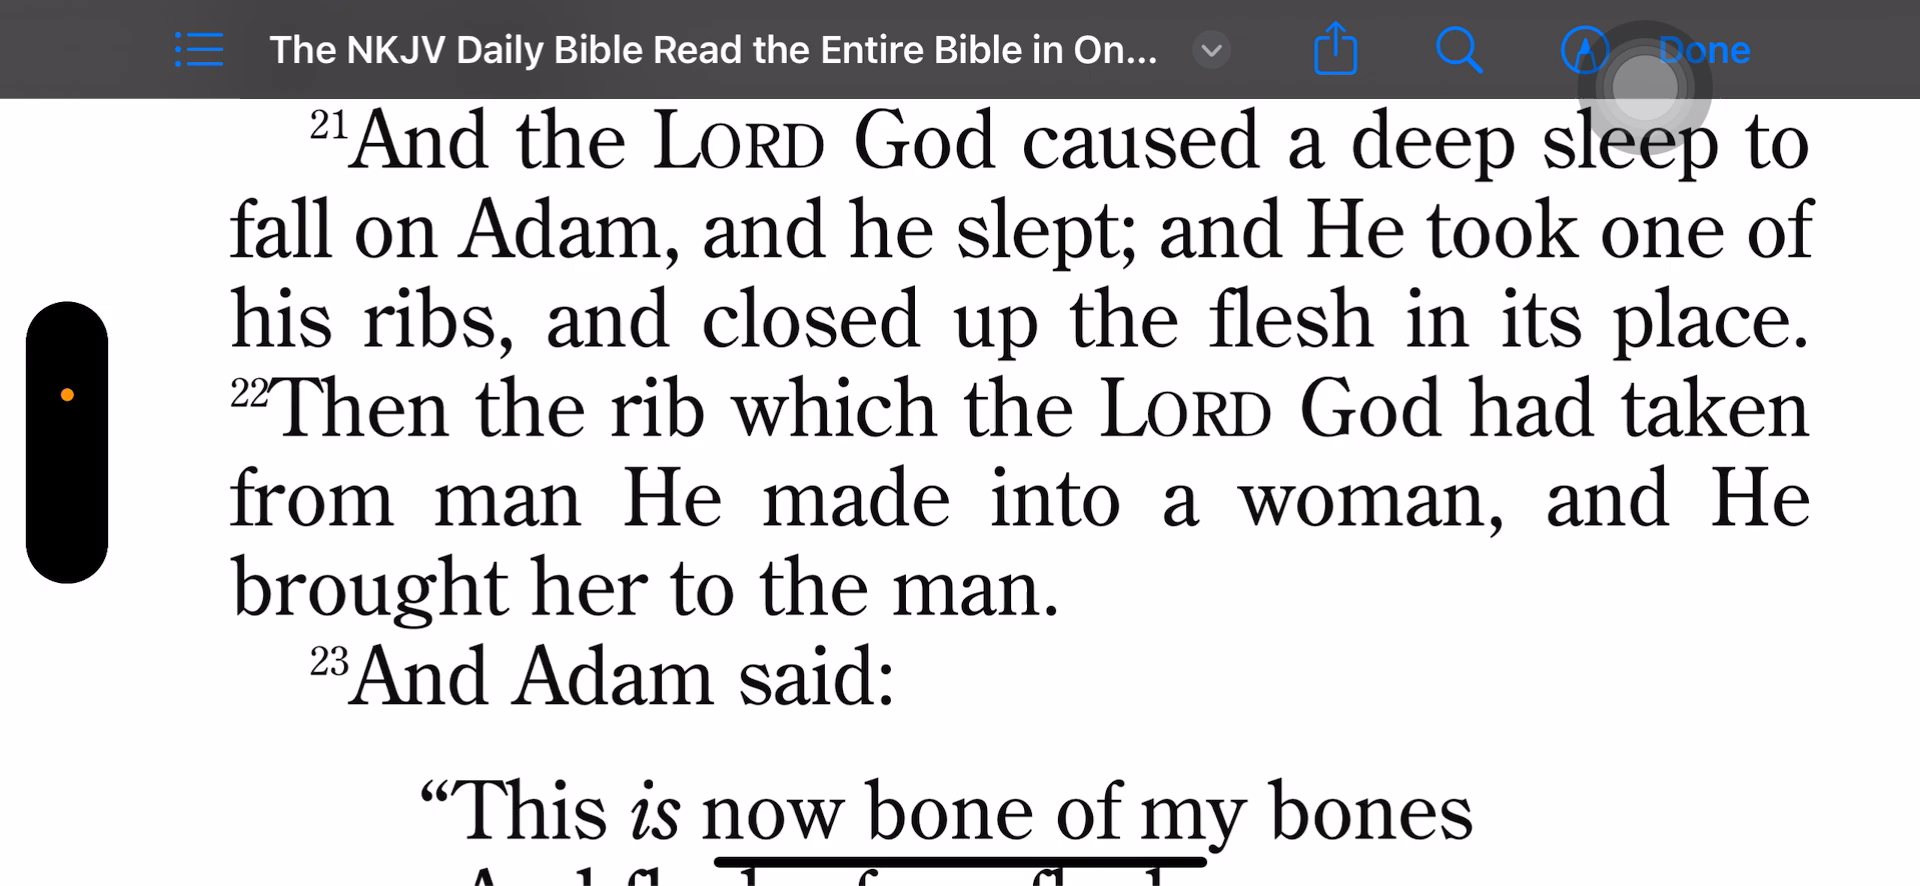 The NKJV Daily Bible Read the Entire Bible in On...
Done
21And the LORD God caused a deep sleep to
fall on Adam, and he slept; and He took one of
his ribs, and closed up the flesh in its place.
22Then the rib which the LORD God had taken
from man He made into a woman, and He
brought her to the man.
23And Adam said:
“This is now bone of my bones